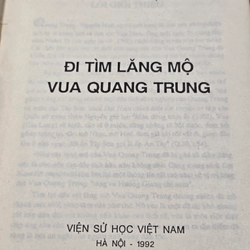 ĐI TÌM LĂNG MỘ
VUA QUANG TRUNG
VIỆN SỬ HỌC VIỆT NAM
HÀ NỘI - 1992